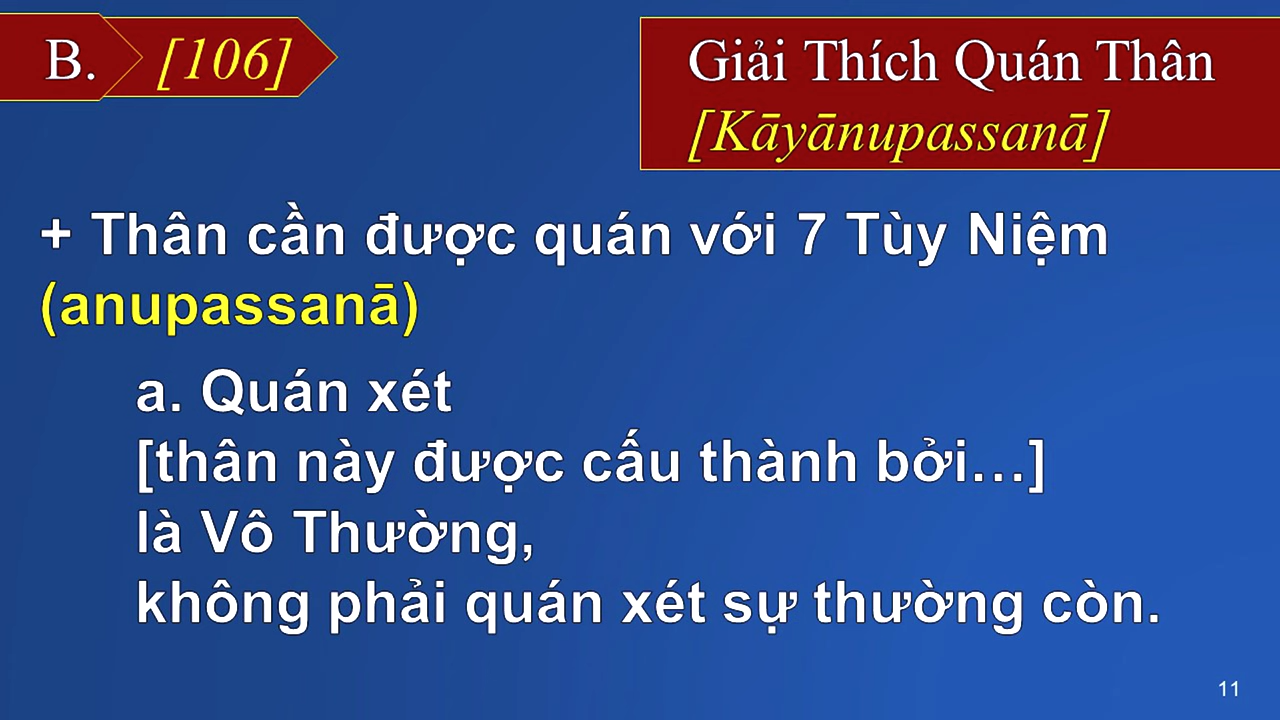 B. [106]
Giải Thích Quán Thân
[Kāyānupassanā]
+ Thân cần được quán với 7 Tùy Niệm
(anupassanā)
a. Quán xét
[thân này được cấu thành bởi…]
là Vô Thường,
không phải quán xét sự thường còn.
11